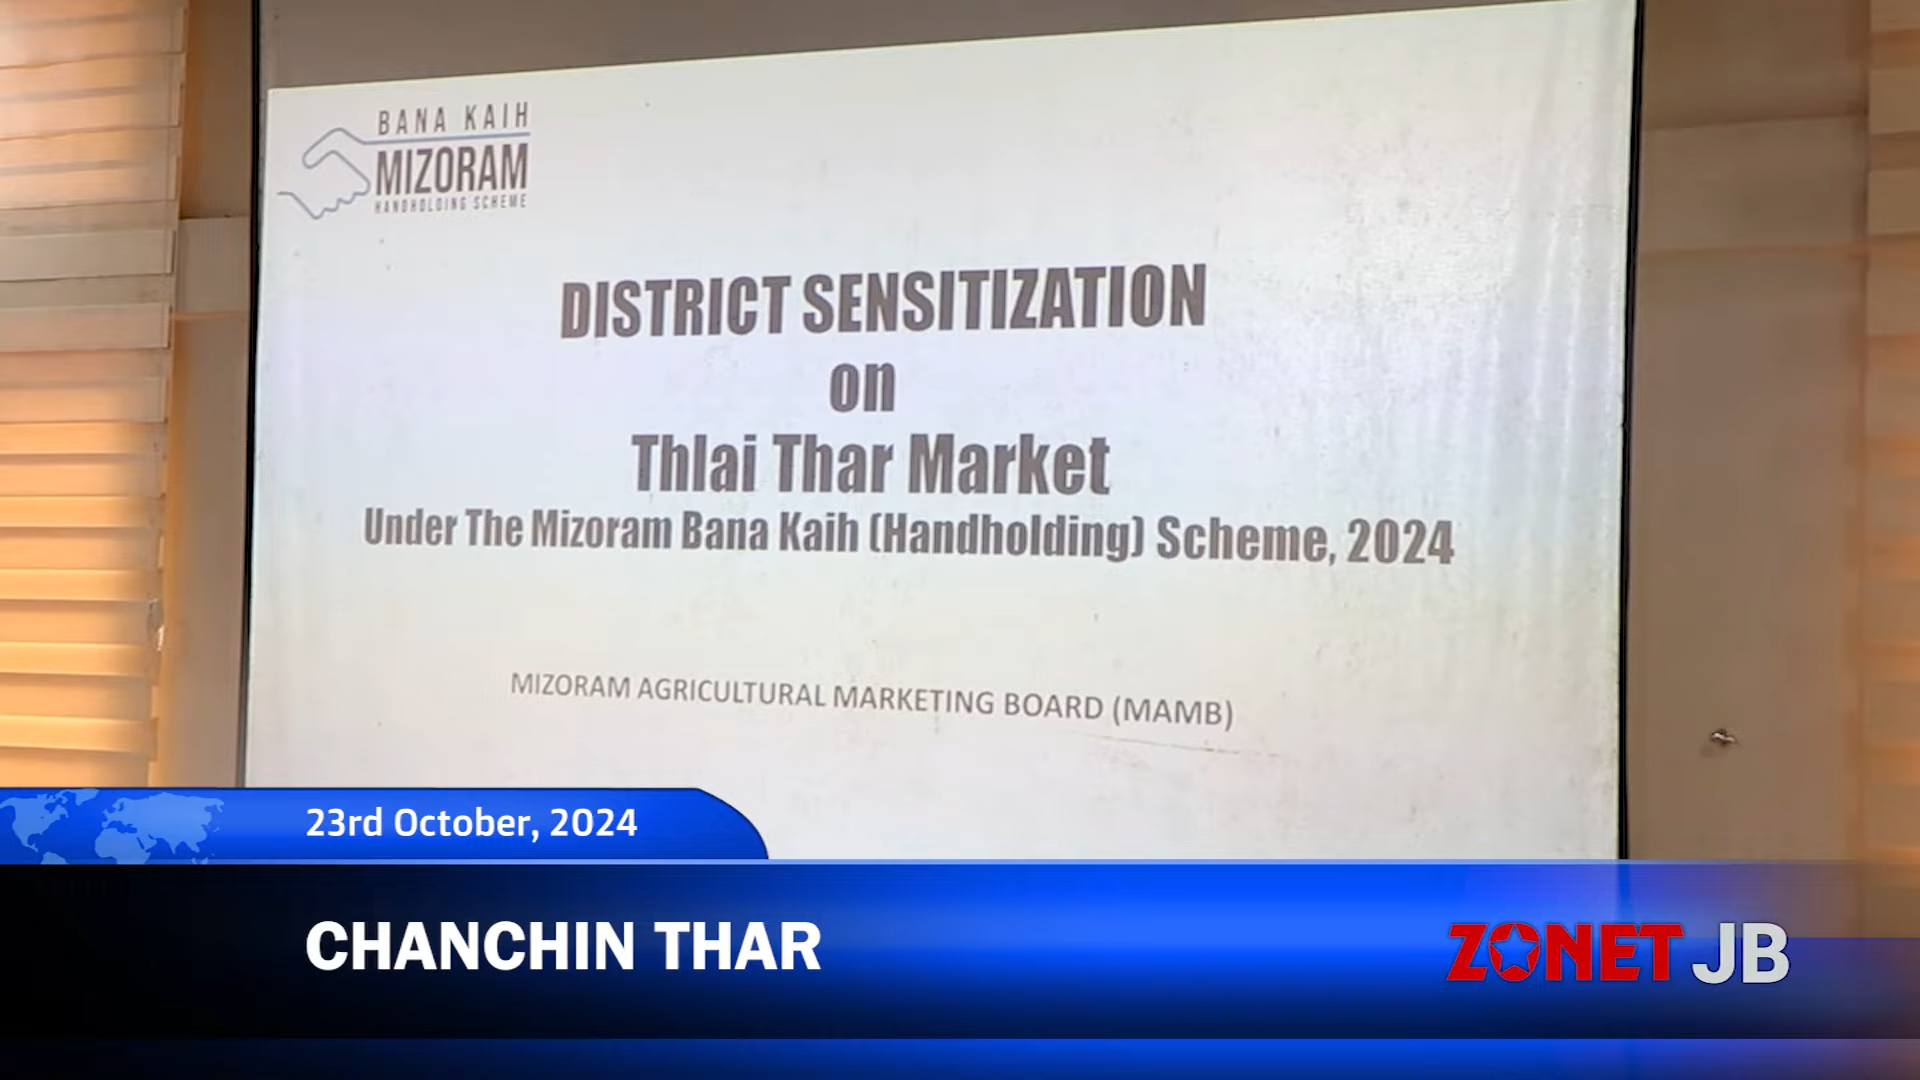 BANA KAIH
MIZORAM
HANDHOLDING SCHEME
DISTRICT SENSITIZATION
on
Thlai Thar Market
Under The Mizoram Bana Kaih (Handholding) Scheme, 2024
MIZORAM AGRICULTURAL MARKETING BOARD (MAMB)
23rd October, 2024
CHANCHIN THAR
ZONET JB